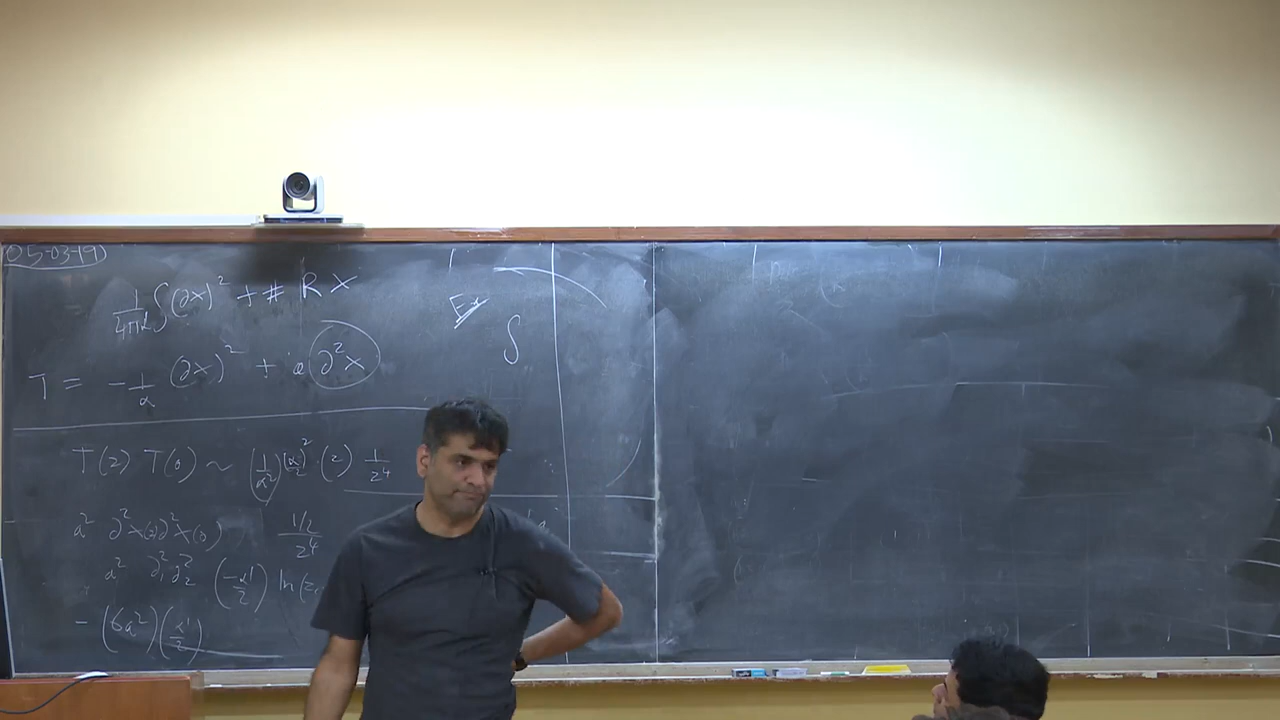 05-03-19
1/4πα' ∫(∂X)² + # R X
Ex
∫
T = -1/α' (∂X)² + a ∂²X
T(z) T(0) ~ (1/α'²)(α'/2)² · (2) 1/z⁴
a² ∂²X(z)∂²X(0) 1/2 / z⁴
a² ∂₁²∂₂² (-α'/2) ln(z
- (6a²)(α'/2)